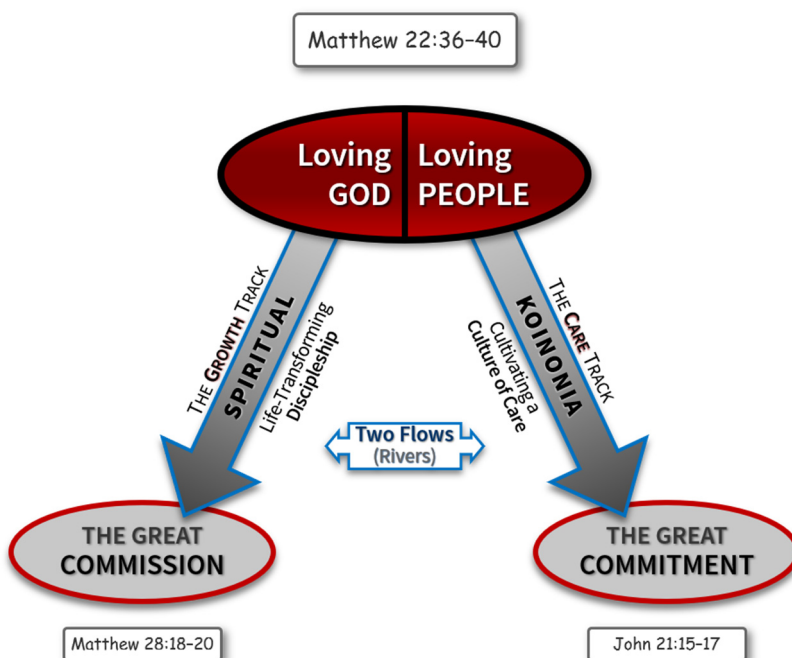 Matthew 22:36–40
Loving
GOD
Loving
PEOPLE
THE GROWTH TRACK
SPIRITUAL
Life-Transforming
Discipleship
THE CARE TRACK
KOINONIA
Cultivating a
Culture of Care
Two Flows
(Rivers)
THE GREAT
COMMISSION
THE GREAT
COMMITMENT
Matthew 28:18–20
John 21:15–17